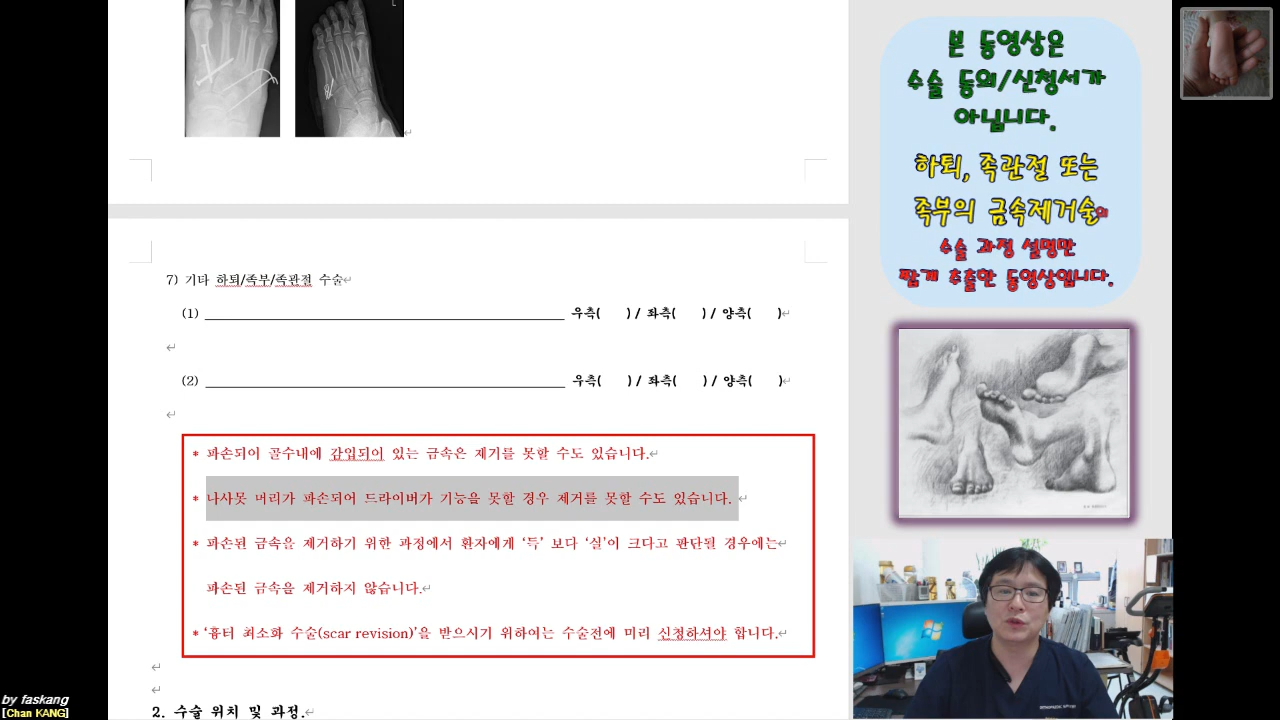 7) 기타 하퇴/족부/족관절 수술
(1) 우측( ) / 좌측( ) / 양측( )
(2) 우측( ) / 좌측( ) / 양측( )
* 파손되어 골수내에 감입되어 있는 금속은 제거를 못할 수도 있습니다.
* 나사못 머리가 파손되어 드라이버가 기능을 못할 경우 제거를 못할 수도 있습니다.
* 파손된 금속을 제거하기 위한 과정에서 환자에게 ‘득’ 보다 ‘실’이 크다고 판단될 경우에는
파손된 금속을 제거하지 않습니다.
* ‘흉터 최소화 수술(scar revision)’을 받으시기 위하여는 수술전에 미리 신청하셔야 합니다.
2. 수술 위치 및 과정.
본 동영상은
수술 동의/신청서가
아닙니다.
하퇴, 족관절 또는
족부의 금속제거술의
수술 과정 설명만
짧게 추출한 동영상입니다.
by faskang
[Chan KANG]